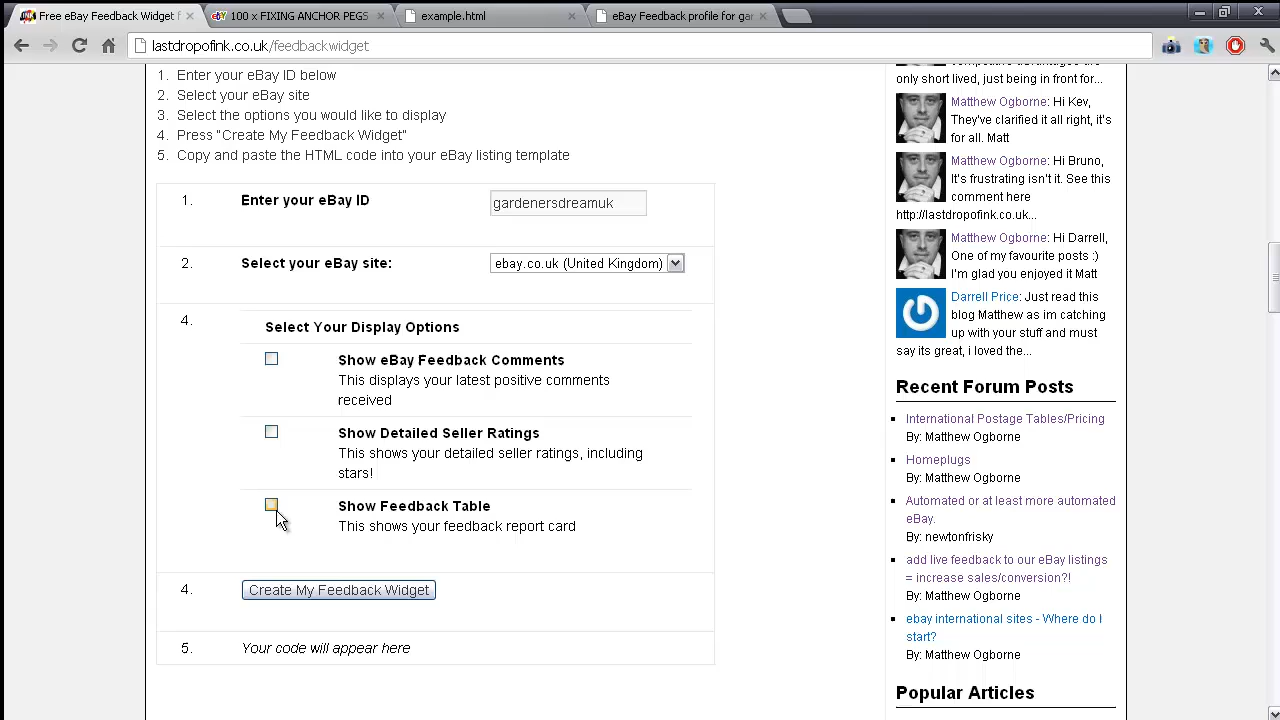 Free eBay Feedback Widget f
100 x FIXING ANCHOR PEGS
example.html
eBay Feedback profile for gar
lastdropofink.co.uk/feedbackwidget
1. Enter your eBay ID below
2. Select your eBay site
3. Select the options you would like to display
4. Press "Create My Feedback Widget"
5. Copy and paste the HTML code into your eBay listing template
1. Enter your eBay ID
gardenersdreamuk
2. Select your eBay site:
ebay.co.uk (United Kingdom)
4.
Select Your Display Options
Show eBay Feedback Comments
This displays your latest positive comments
received
Show Detailed Seller Ratings
This shows your detailed seller ratings, including
stars!
Show Feedback Table
This shows your feedback report card
4. Create My Feedback Widget
5. Your code will appear here
only short lived, just being in front for...
Matthew Ogborne: Hi Kev,
They've clarified it all right, it's
for all. Matt
Matthew Ogborne: Hi Bruno,
It's frustrating isn't it. See this
comment here
http://lastdropofink.co.uk...
Matthew Ogborne: Hi Darrell,
One of my favourite posts :)
I'm glad you enjoyed it Matt
Darrell Price: Just read this
blog Matthew as im catching
up with your stuff and must
say its great, i loved the...
Recent Forum Posts
International Postage Tables/Pricing
By: Matthew Ogborne
Homeplugs
By: Matthew Ogborne
Automated or at least more automated
eBay.
By: newtonfrisky
add live feedback to our eBay listings
= increase sales/conversion?!
By: Matthew Ogborne
ebay international sites - Where do I
start?
By: Matthew Ogborne
Popular Articles